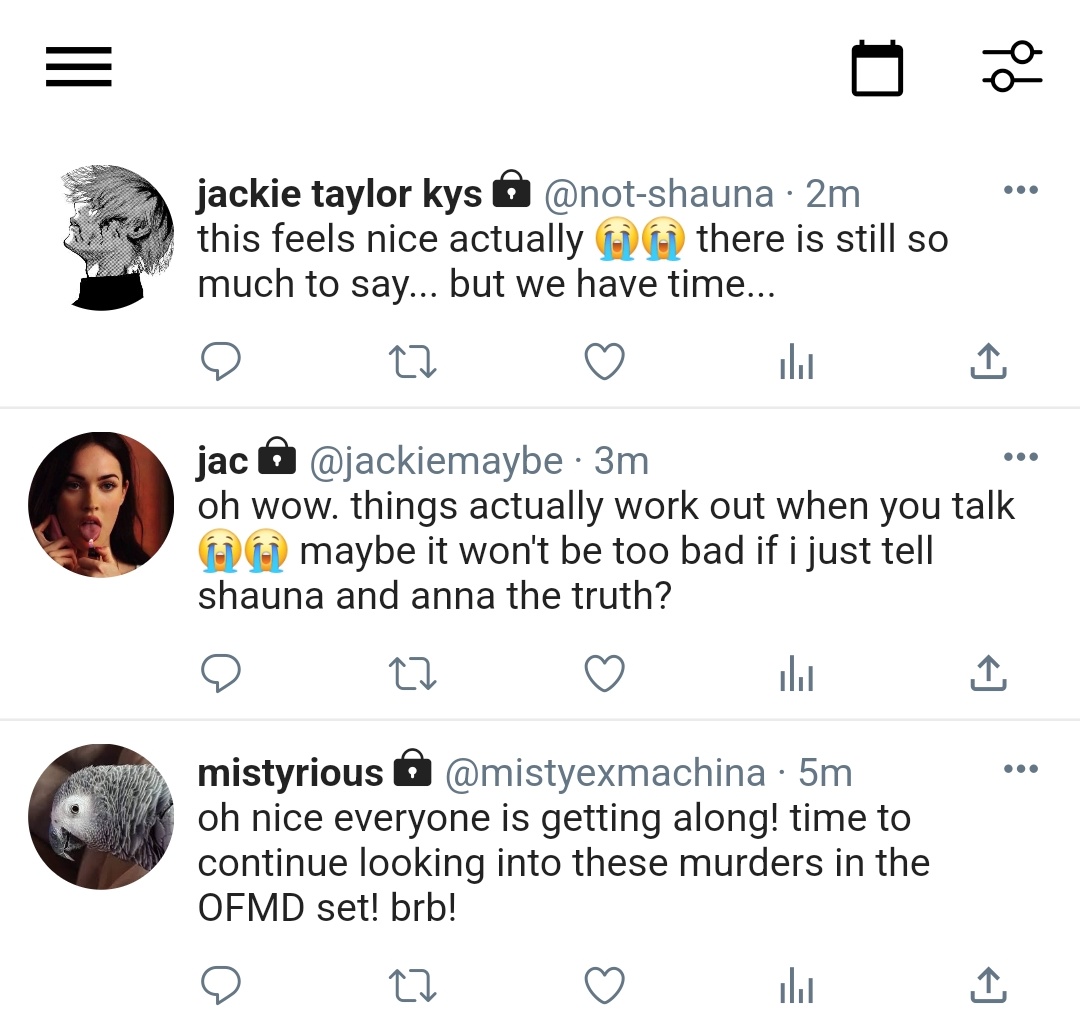 jackie taylor kys 🔒 @not-shauna · 2m
this feels nice actually 😭😭 there is still so
much to say... but we have time...
jac 🔒 @jackiemaybe · 3m
oh wow. things actually work out when you talk
😭😭 maybe it won't be too bad if i just tell
shauna and anna the truth?
mistyrious 🔒 @mistyexmachina · 5m
oh nice everyone is getting along! time to
continue looking into these murders in the
OFMD set! brb!